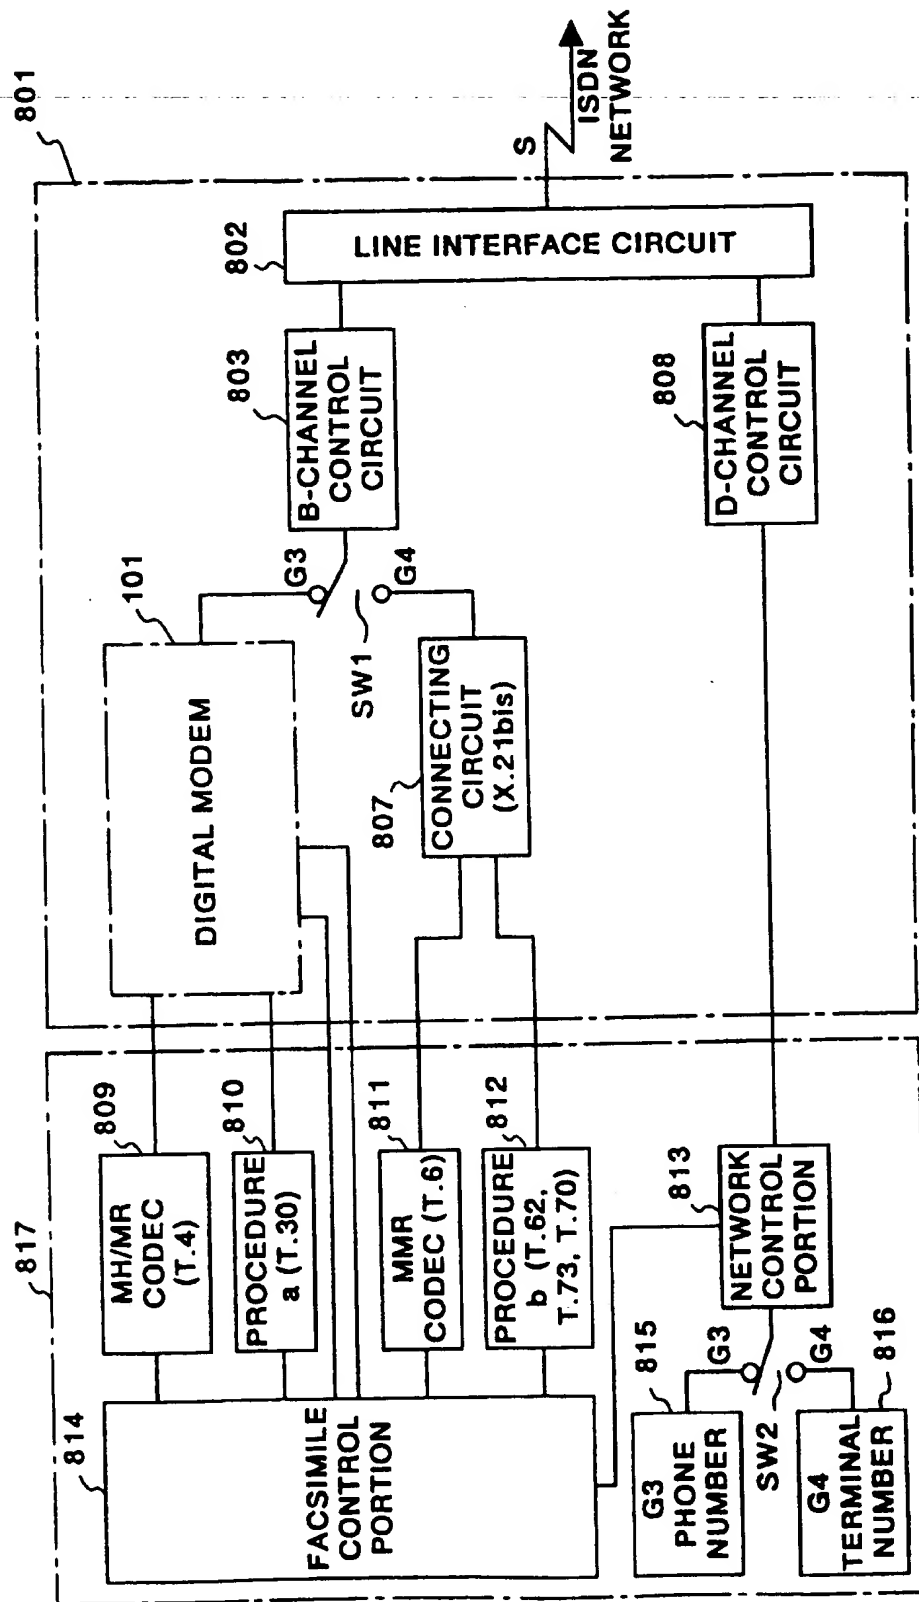 801
S
ISDN
NETWORK
802
LINE INTERFACE CIRCUIT
803
B-CHANNEL
CONTROL
CIRCUIT
808
D-CHANNEL
CONTROL
CIRCUIT
101
DIGITAL MODEM
G3
G4
SW1
807
CONNECTING
CIRCUIT
(X.21bis)
817
809
MH/MR
CODEC
(T.4)
810
PROCEDURE
a (T.30)
811
MMR
CODEC (T.6)
812
PROCEDURE
b (T.62,
T.73, T.70)
813
NETWORK
CONTROL
PORTION
814
FACSIMILE
CONTROL
PORTION
815
G3
PHONE
NUMBER
G3
G4
SW2
816
G4
TERMINAL
NUMBER